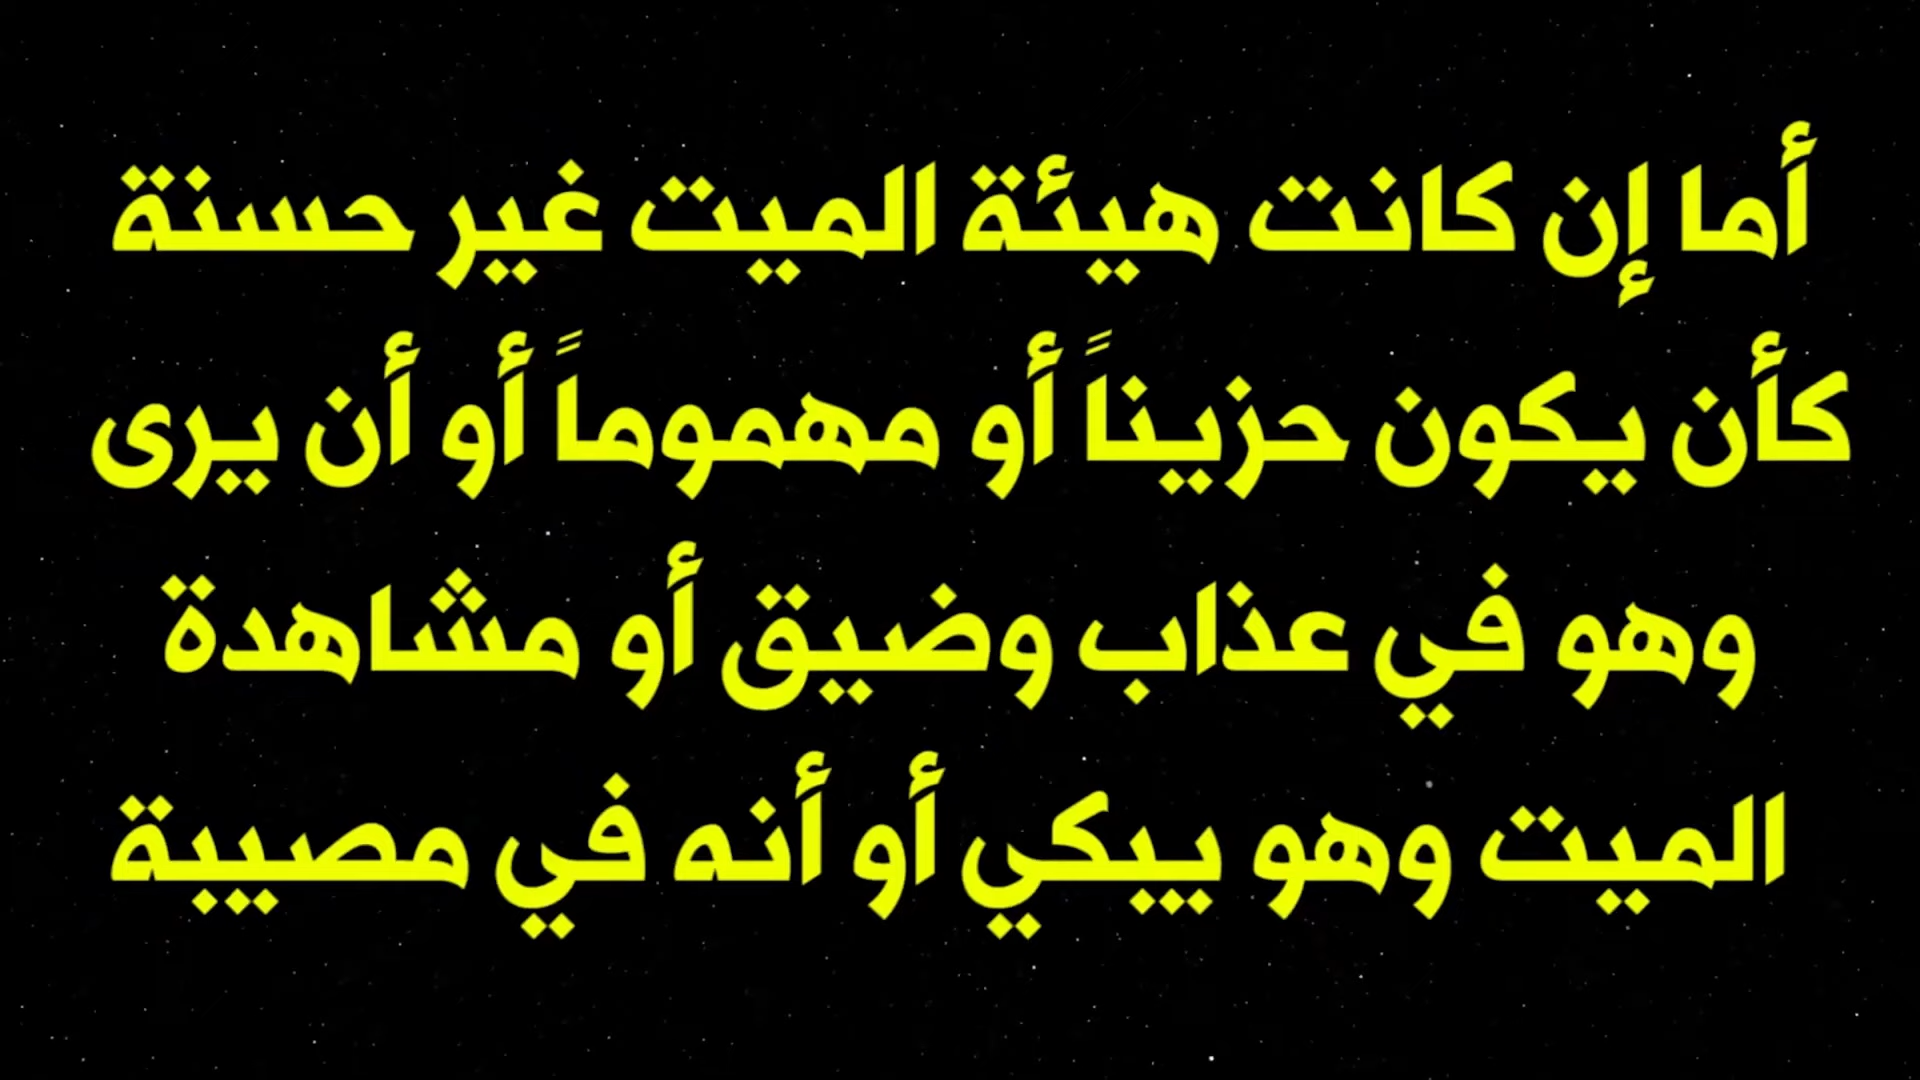 أما إن كانت هيئة الميت غير حسنة
كأن يكون حزيناً أو مهموماً أو أن يرى
وهو في عذاب وضيق أو مشاهدة
الميت وهو يبكي أو أنه في مصيبة